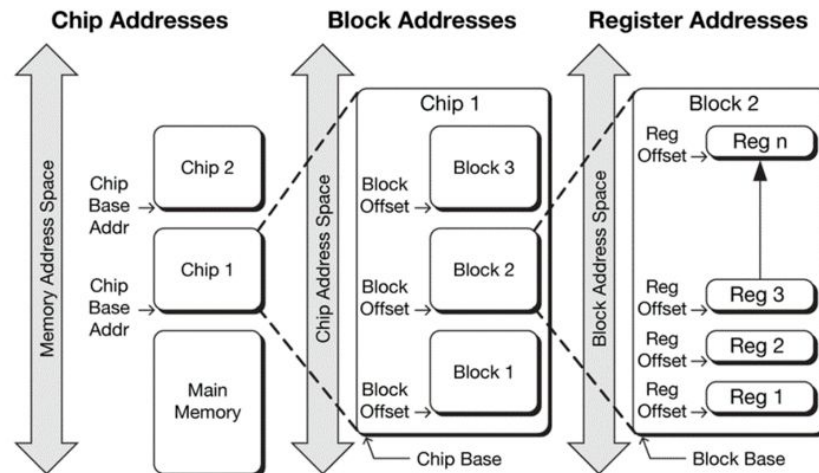 Chip Addresses
Memory Address Space
Chip 2
Chip
Base
Addr
Chip 1
Chip
Base
Addr
Main
Memory
Block Addresses
Chip Address Space
Chip 1
Block 3
Block
Offset
Block 2
Block
Offset
Block 1
Block
Offset
Chip Base
Register Addresses
Block Address Space
Block 2
Reg
Offset
Reg n
Reg
Offset
Reg 3
Reg
Offset
Reg 2
Reg
Offset
Reg 1
Block Base